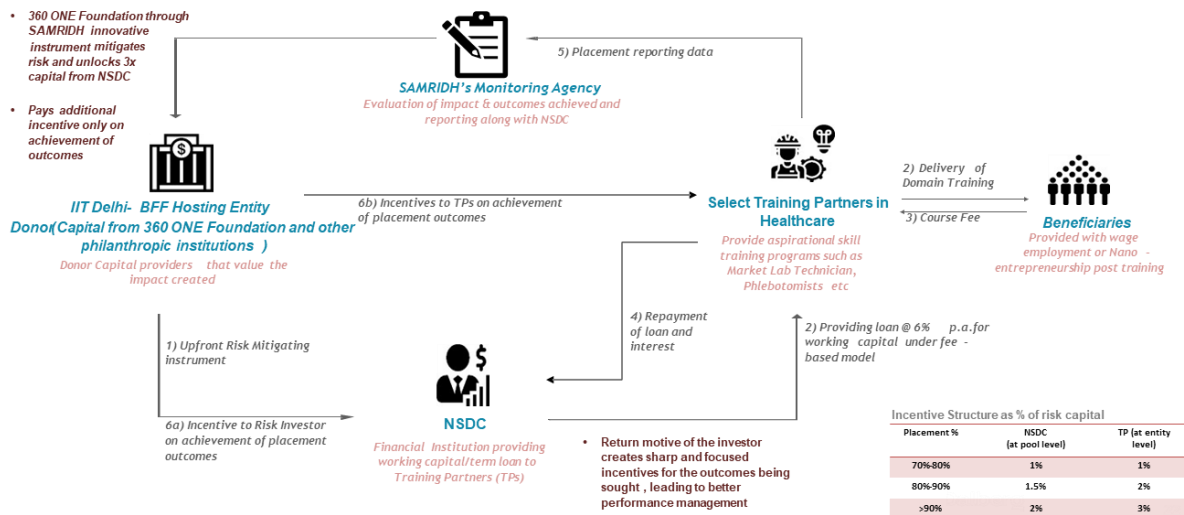 • 360 ONE Foundation through
SAMRIDH innovative
instrument mitigates
risk and unlocks 3x
capital from NSDC
• Pays additional
incentive only on
achievement of
outcomes
5) Placement reporting data
SAMRIDH's Monitoring Agency
Evaluation of impact & outcomes achieved and
reporting along with NSDC
$
IIT Delhi- BFF Hosting Entity
Donor(Capital from 360 ONE Foundation and other
philanthropic institutions )
Donor Capital providers that value the
impact created
6b) Incentives to TPs on achievement
of placement outcomes
Select Training Partners in
Healthcare
Provide aspirational skill
training programs such as
Market Lab Technician,
Phlebotomists etc
2) Delivery of
Domain Training
3) Course Fee
Beneficiaries
Provided with wage
employment or Nano -
entrepreneurship post training
1) Upfront Risk Mitigating
instrument
4) Repayment
of loan and
interest
2) Providing loan @ 6% p.a.for
working capital under fee -
based model
6a) Incentive to Risk Investor
on achievement of placement
outcomes
$
NSDC
Financial Institution providing
working capital/term loan to
Training Partners (TPs)
• Return motive of the investor
creates sharp and focused
incentives for the outcomes being
sought , leading to better
performance management
Incentive Structure as % of risk capital
Placement % NSDC TP (at entity
(at pool level) level)
70%-80% 1% 1%
80%-90% 1.5% 2%
>90% 2% 3%